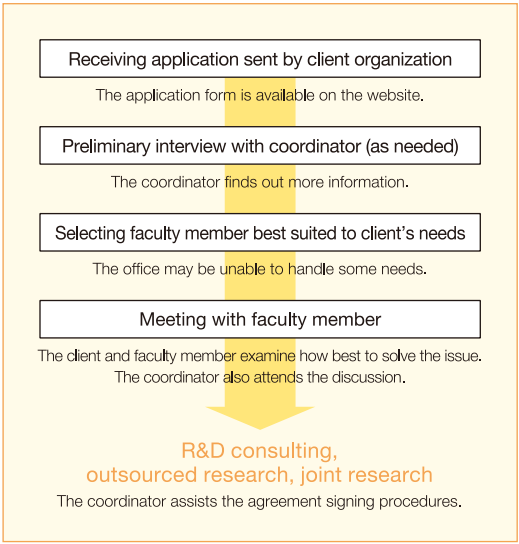 Receiving application sent by client organization
The application form is available on the website.
Preliminary interview with coordinator (as needed)
The coordinator finds out more information.
Selecting faculty member best suited to client's needs
The office may be unable to handle some needs.
Meeting with faculty member
The client and faculty member examine how best to solve the issue.
The coordinator also attends the discussion.
R&D consulting,
outsourced research, joint research
The coordinator assists the agreement signing procedures.